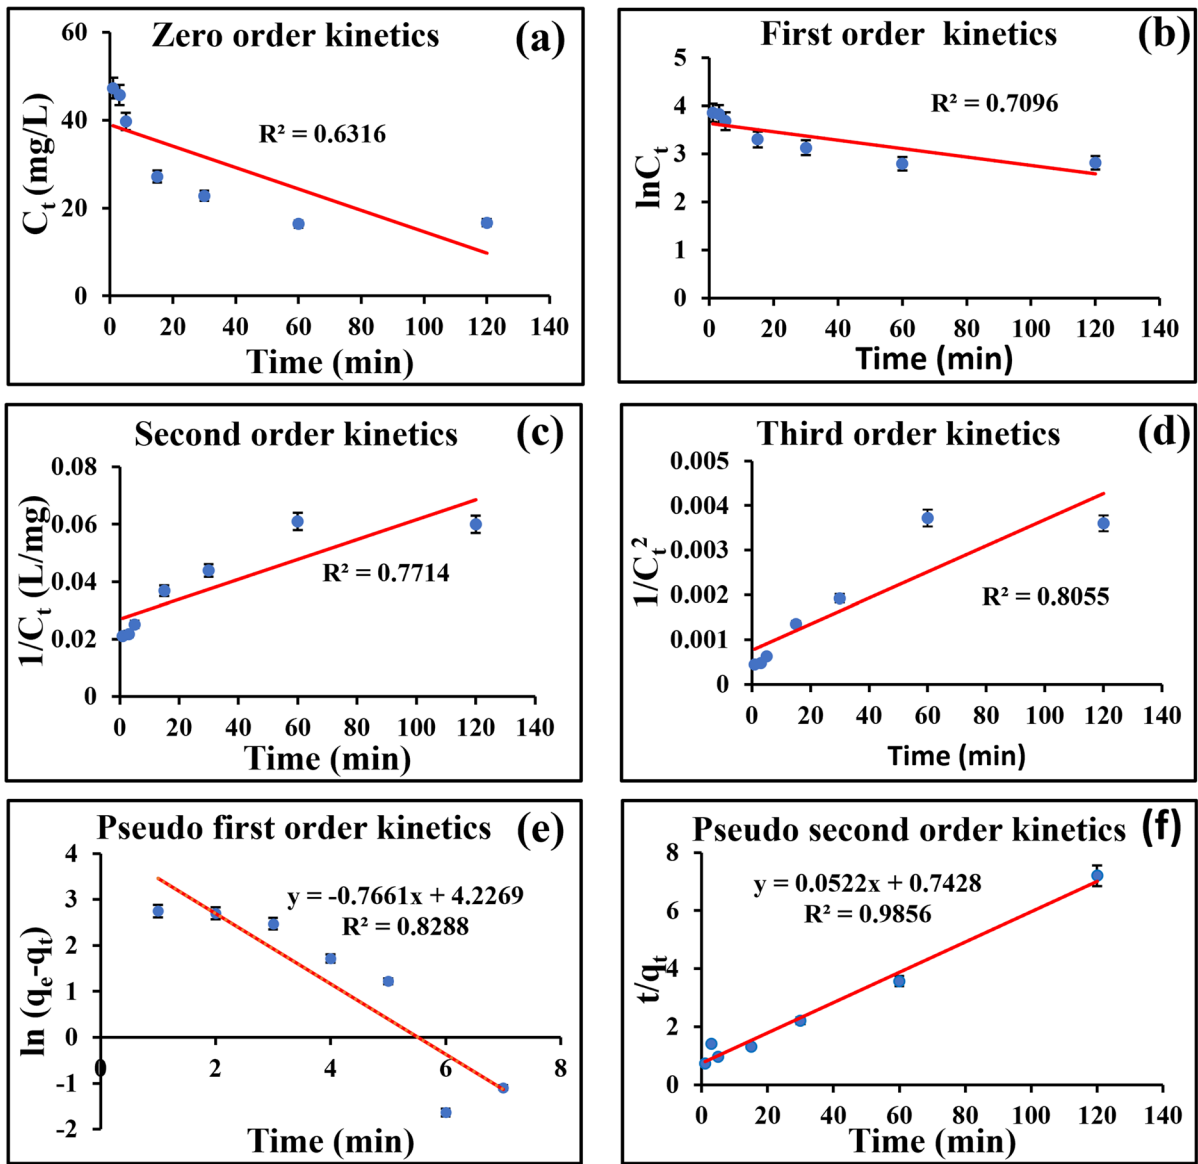 Zero order kinetics (a)
60
40
20
0
R² = 0.6316
Cₜ (mg/L)
0 20 40 60 80 100 120 140
Time (min)
First order kinetics (b)
5
4
3
2
1
0
R² = 0.7096
lnCₜ
0 20 40 60 80 100 120 140
Time (min)
Second order kinetics (c)
0.08
0.06
0.04
0.02
0
R² = 0.7714
1/Cₜ (L/mg)
0 20 40 60 80 100 120 140
Time (min)
Third order kinetics (d)
0.005
0.004
0.003
0.002
0.001
0
R² = 0.8055
1/Cₜ²
0 20 40 60 80 100 120 140
Time (min)
Pseudo first order kinetics (e)
4
3
2
1
0
-1
-2
y = -0.7661x + 4.2269
R² = 0.8288
ln (qₑ-qₜ)
0 2 4 6 8
Time (min)
Pseudo second order kinetics (f)
8
6
4
2
0
y = 0.0522x + 0.7428
R² = 0.9856
t/qₜ
0 20 40 60 80 100 120 140
Time (min)